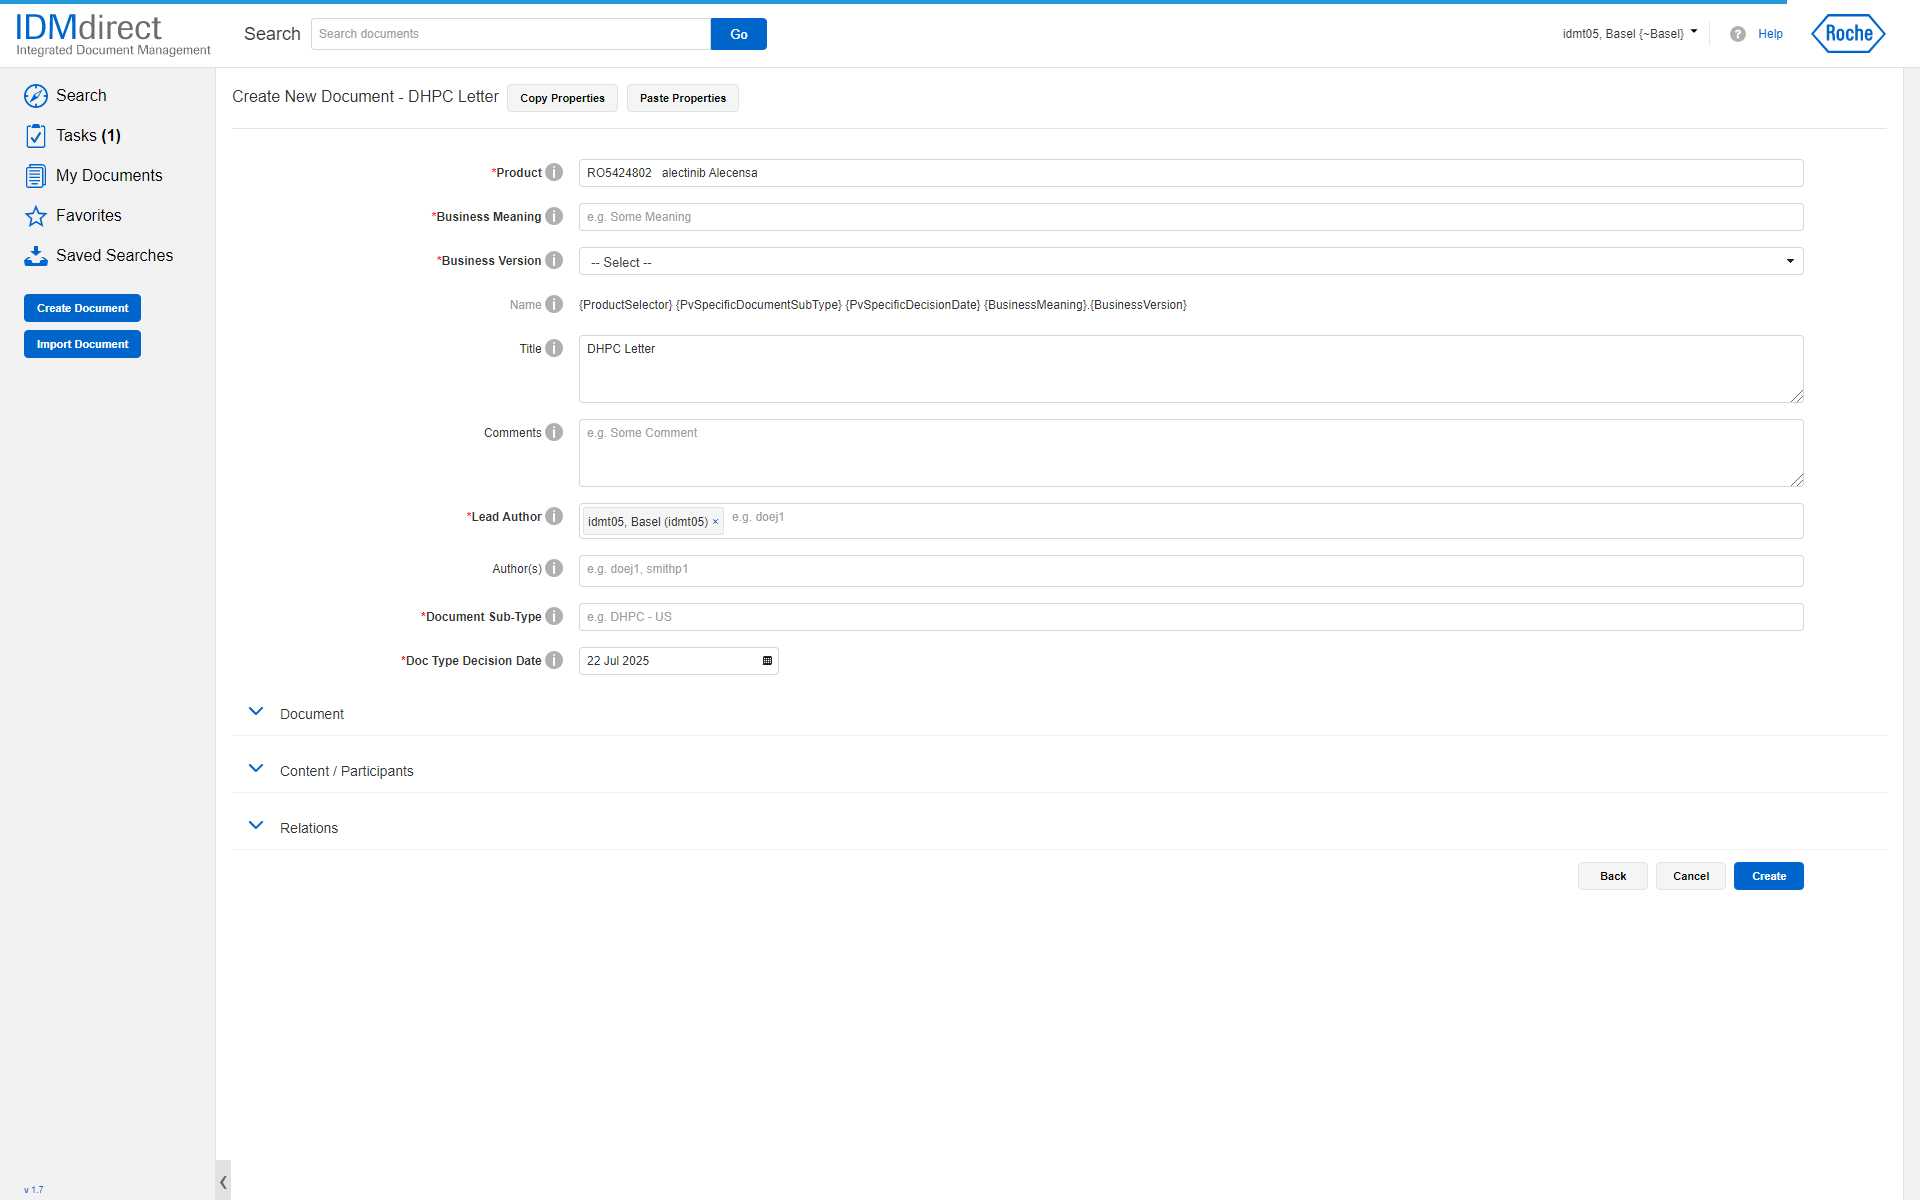 IDMdirect
Integrated Document Management
Search
Search documents
Go
idmt05, Basel {~Basel}
? Help
Roche
Search
Tasks (1)
My Documents
Favorites
Saved Searches
Create Document
Import Document
Create New Document - DHPC Letter
Copy Properties
Paste Properties
*Product i
RO5424802 alectinib Alecensa
*Business Meaning i
e.g. Some Meaning
*Business Version i
-- Select --
Name i
{ProductSelector} {PvSpecificDocumentSubType} {PvSpecificDecisionDate} {BusinessMeaning}.{BusinessVersion}
Title i
DHPC Letter
Comments i
e.g. Some Comment
*Lead Author i
idmt05, Basel (idmt05) ×
e.g. doej1
Author(s) i
e.g. doej1, smithp1
*Document Sub-Type i
e.g. DHPC - US
*Doc Type Decision Date i
22 Jul 2025
Document
Content / Participants
Relations
Back
Cancel
Create
v 1.7